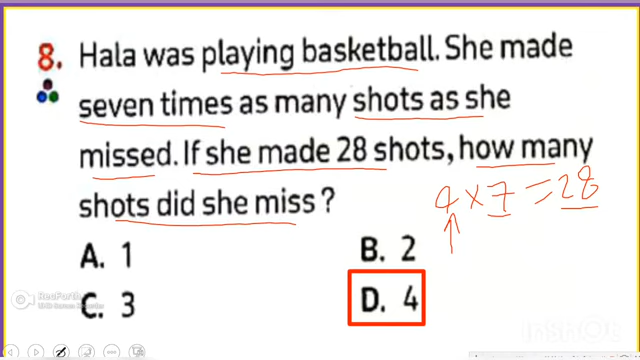 8. Hala was playing basketball. She made
seven times as many shots as she
missed. If she made 28 shots, how many
shots did she miss?
4 × 7 = 28
A. 1
B. 2
C. 3
D. 4